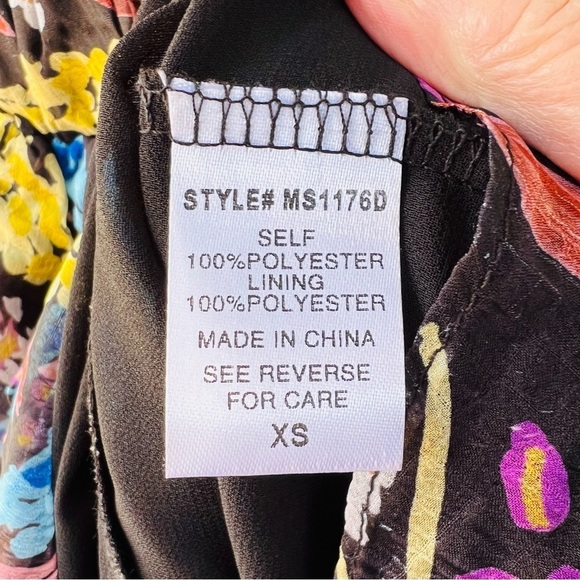 STYLE# MS1176D
SELF
100%POLYESTER
LINING
100%POLYESTER
MADE IN CHINA
SEE REVERSE
FOR CARE
XS